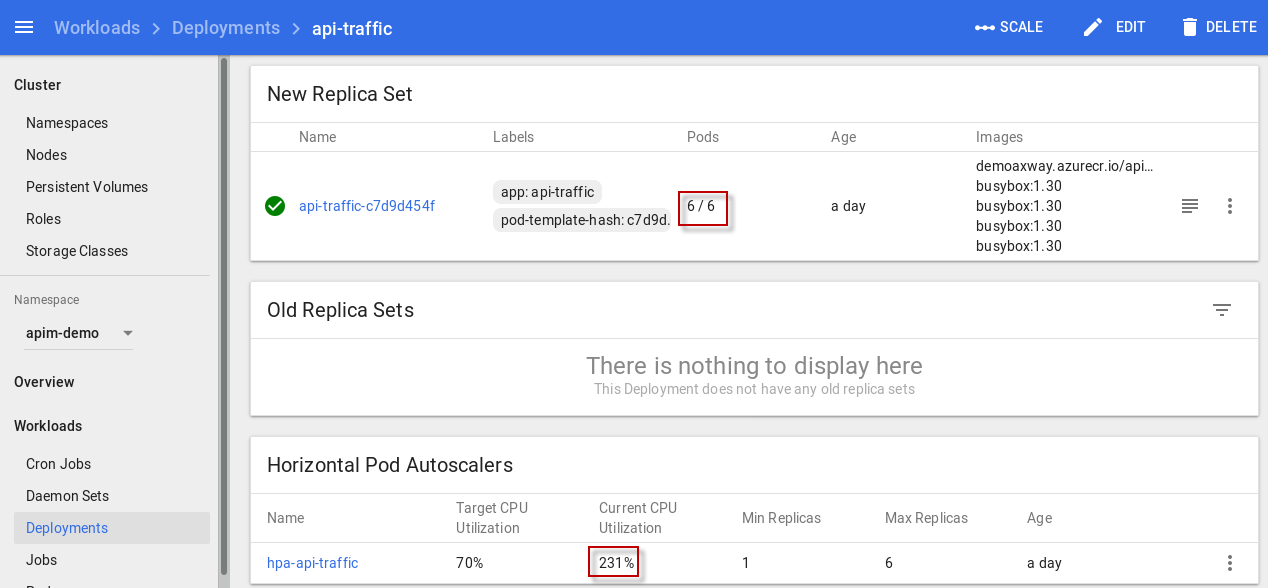 Workloads > Deployments > api-traffic
SCALE EDIT DELETE
Cluster
Namespaces
Nodes
Persistent Volumes
Roles
Storage Classes
Namespace
apim-demo
Overview
Workloads
Cron Jobs
Daemon Sets
Deployments
Jobs
New Replica Set
Name Labels Pods Age Images
api-traffic-c7d9d454f
app: api-traffic
pod-template-hash: c7d9d.
6 / 6
a day
demoaxway.azurecr.io/api…
busybox:1.30
busybox:1.30
busybox:1.30
busybox:1.30
Old Replica Sets
There is nothing to display here
This Deployment does not have any old replica sets
Horizontal Pod Autoscalers
Name Target CPU Utilization Current CPU Utilization Min Replicas Max Replicas Age
hpa-api-traffic 70% 231% 1 6 a day